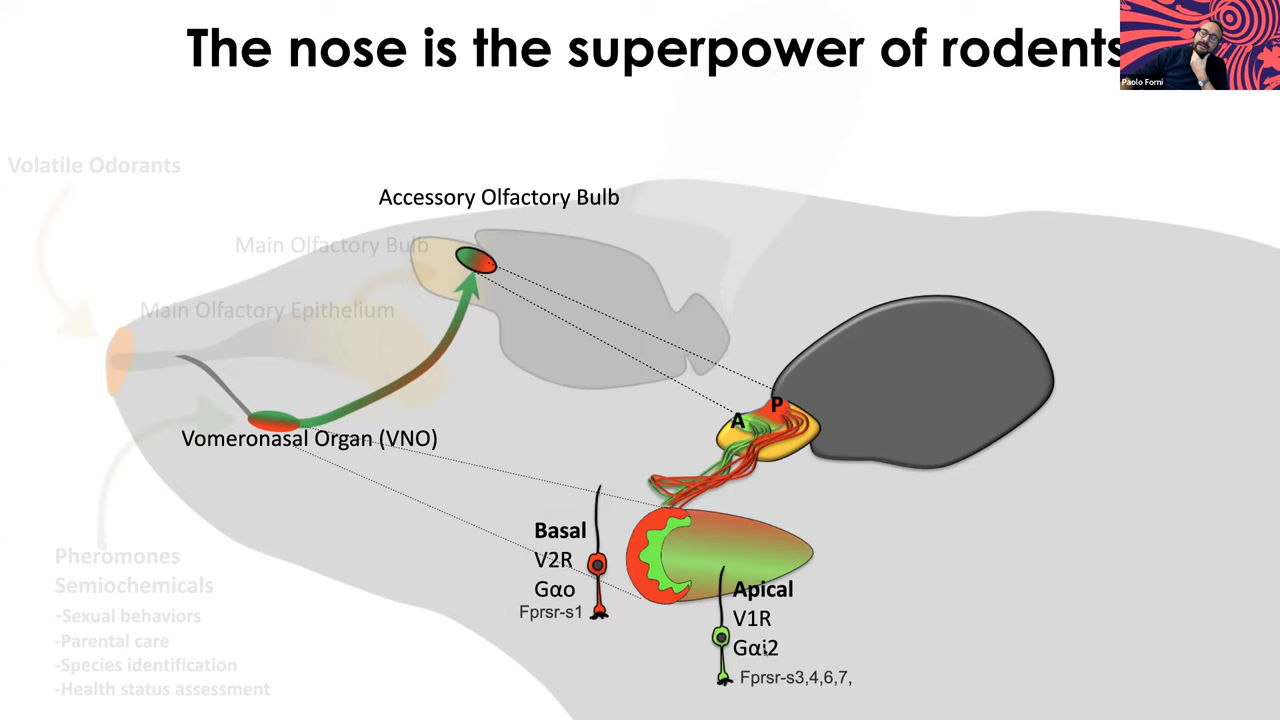 The nose is the superpower of rodents
Paolo Forni
Volatile Odorants
Accessory Olfactory Bulb
Main Olfactory Bulb
Main Olfactory Epithelium
A
P
Vomeronasal Organ (VNO)
Basal
V2R
Gαo
Fprsr-s1
Apical
V1R
Gαi2
Fprsr-s3,4,6,7,
Pheromones
Semiochemicals
-Sexual behaviors
-Parental care
-Species identification
-Health status assessment